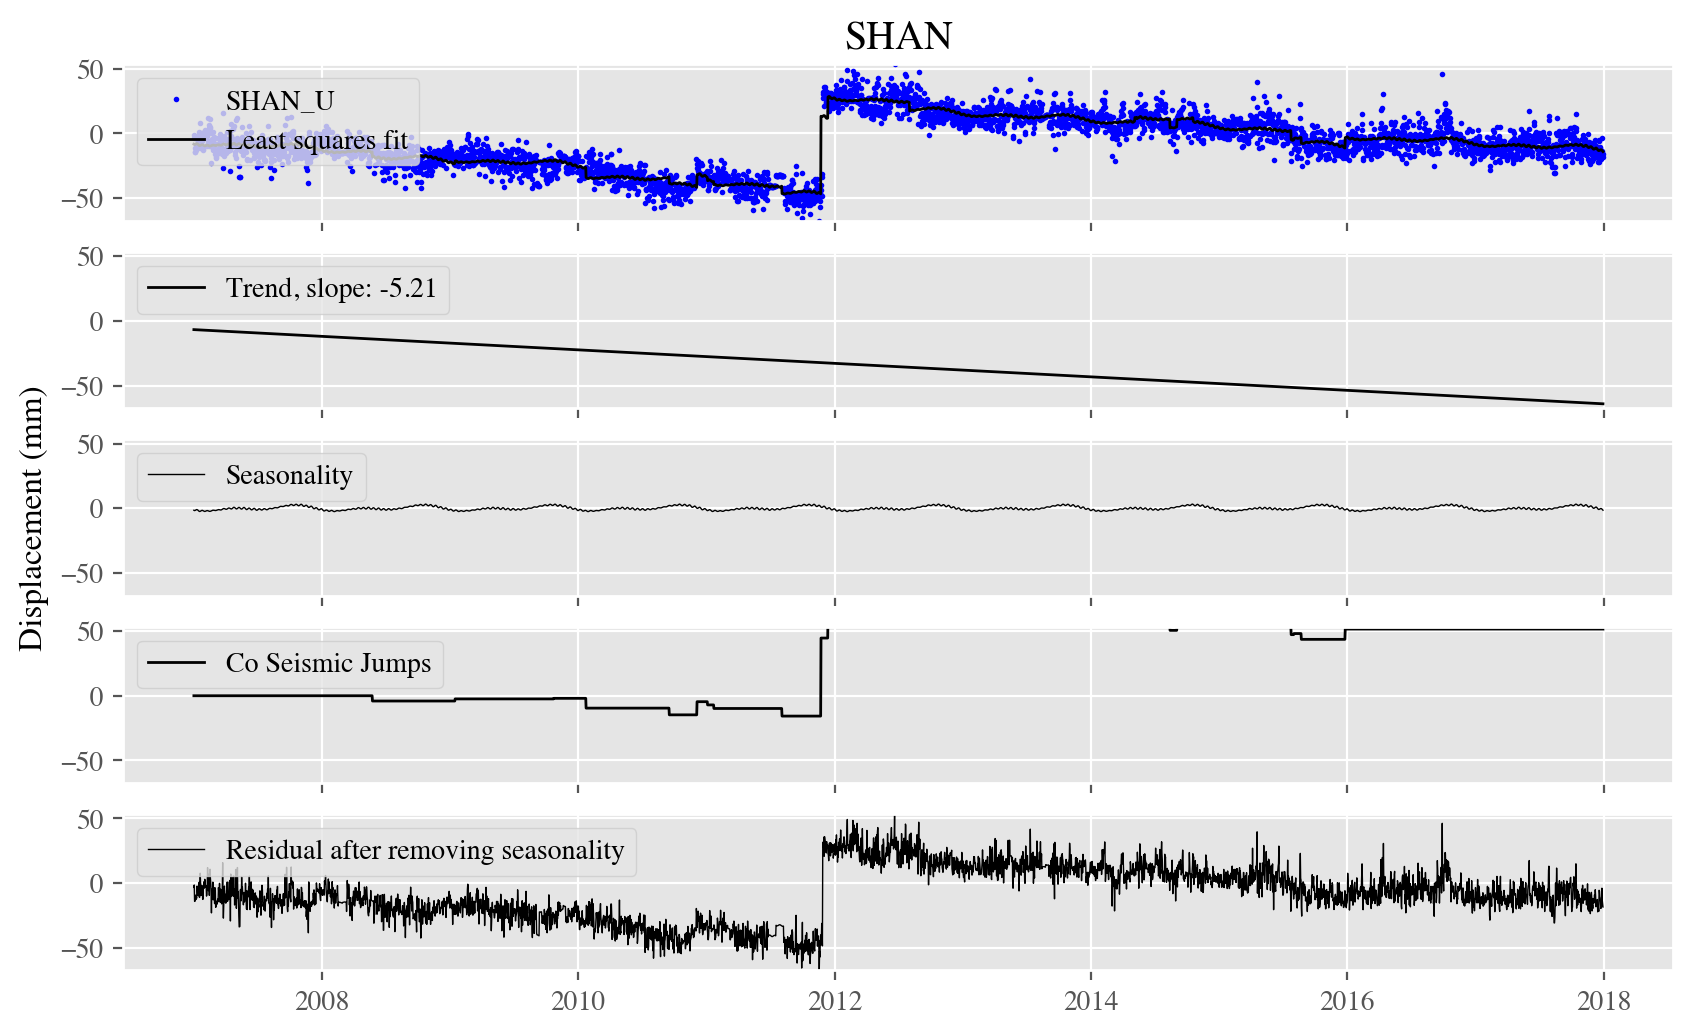 SHAN
50
0
−50
SHAN_U
Least squares fit
50
0
−50
Trend, slope: -5.21
Displacement (mm)
50
0
−50
Seasonality
50
0
−50
Co Seismic Jumps
50
0
−50
Residual after removing seasonality
2008 2010 2012 2014 2016 2018